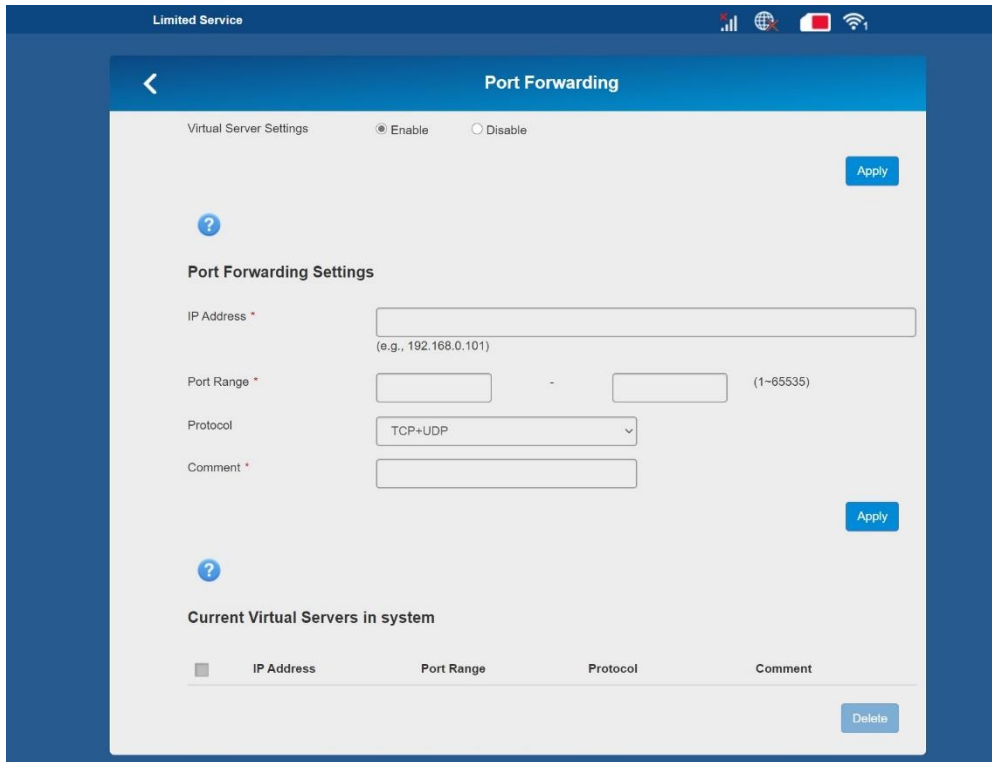 Limited Service
1
Port Forwarding
Virtual Server Settings Enable Disable
Apply
?
Port Forwarding Settings
IP Address *
(e.g., 192.168.0.101)
Port Range * - (1~65535)
Protocol TCP+UDP
Comment *
Apply
?
Current Virtual Servers in system
IP Address Port Range Protocol Comment
Delete